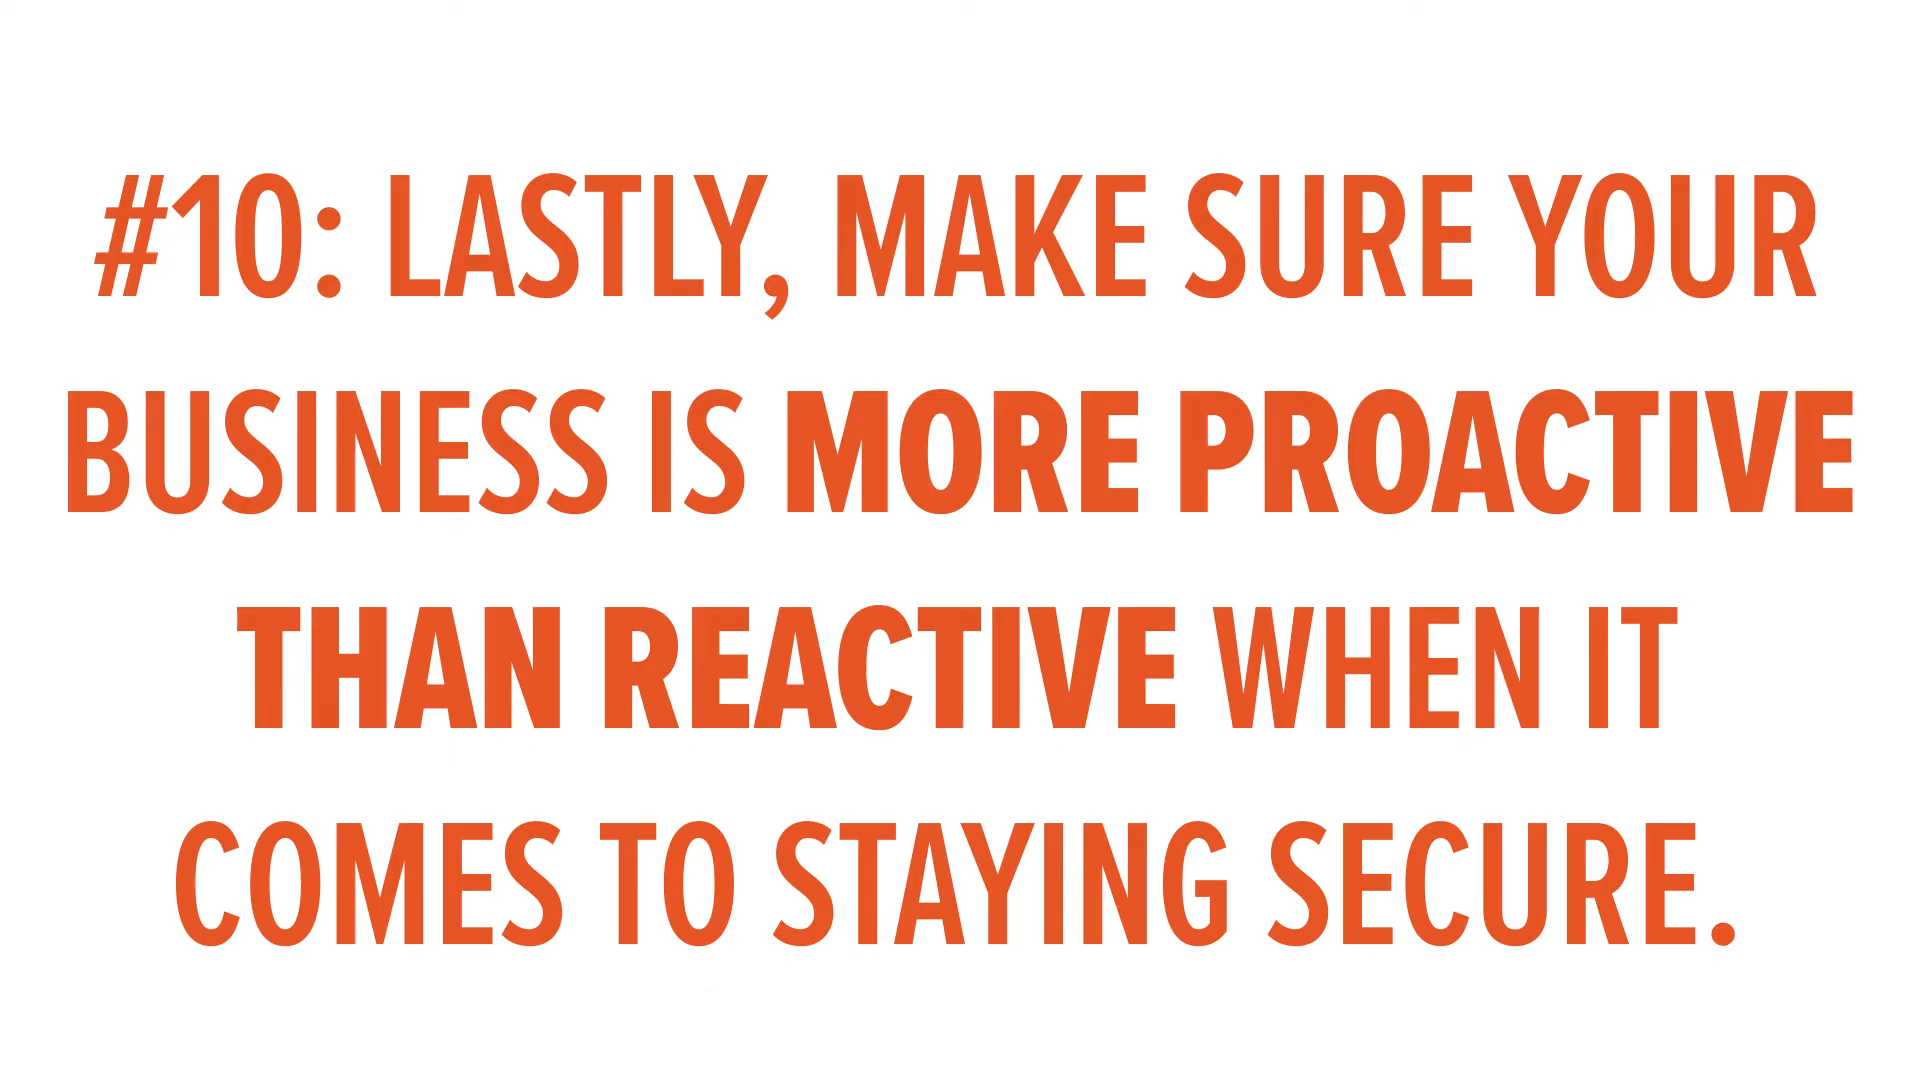 #10: LASTLY, MAKE SURE YOUR
BUSINESS IS MORE PROACTIVE
THAN REACTIVE WHEN IT
COMES TO STAYING SECURE.